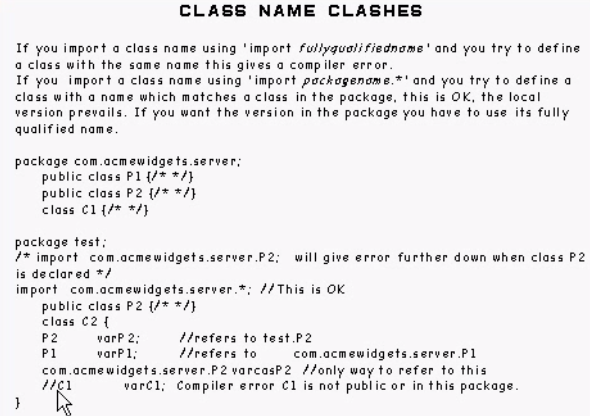 CLASS NAME CLASHES
If you import a class name using 'import fullyqualifiedname' and you try to define
a class with the same name this gives a compiler error.
If you import a class name using 'import packagename.*' and you try to define a
class with a name which matches a class in the package, this is OK, the local
version prevails. If you want the version in the package you have to use its fully
qualified name.
package com.acmewidgets.server;
public class P1 {/* */}
public class P2 {/* */}
class C1 {/* */}
package test;
/* import com.acmewidgets.server.P2; will give error further down when class P2
is declared */
import com.acmewidgets.server.*; //This is OK
public class P2 {/* */}
class C2 {
P2 varP2; //refers to test.P2
P1 varP1; //refers to com.acmewidgets.server.P1
com.acmewidgets.server.P2 varcasP2 //only way to refer to this
//C1 varC1; Compiler error C1 is not public or in this package.
}